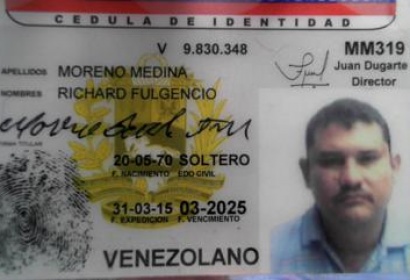 CEDULA DE IDENTIDAD
V 9.830.348 MM319
APELLIDOS MORENO MEDINA Juan Dugarte
Director
NOMBRES RICHARD FULGENCIO
FIRMA TITULAR
20-05-70 SOLTERO
F. NACIMIENTO EDO CIVIL
31-03-15 03-2025
F. EXPEDICION F. VENCIMIENTO
VENEZOLANO